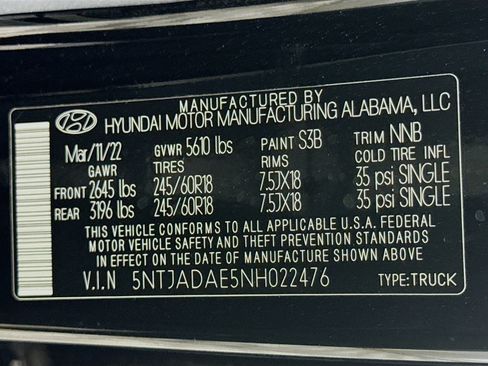 MANUFACTURED BY
HYUNDAI MOTOR MANUFACTURING ALABAMA, LLC
Mar/11/22 GVWR 5610 lbs PAINT S3B TRIM NNB
GAWR TIRES RIMS COLD TIRE INFL
FRONT 2645 lbs 245/60R18 7.5JX18 35 psi SINGLE
REAR 3196 lbs 245/60R18 7.5JX18 35 psi SINGLE
THIS VEHICLE CONFORMS TO ALL APPLICABLE U.S.A. FEDERAL
MOTOR VEHICLE SAFETY AND THEFT PREVENTION STANDARDS
IN EFFECT ON THE DATE OF MANUFACTURE SHOWN ABOVE
V.I.N 5NTJADAE5NH022476 TYPE:TRUCK